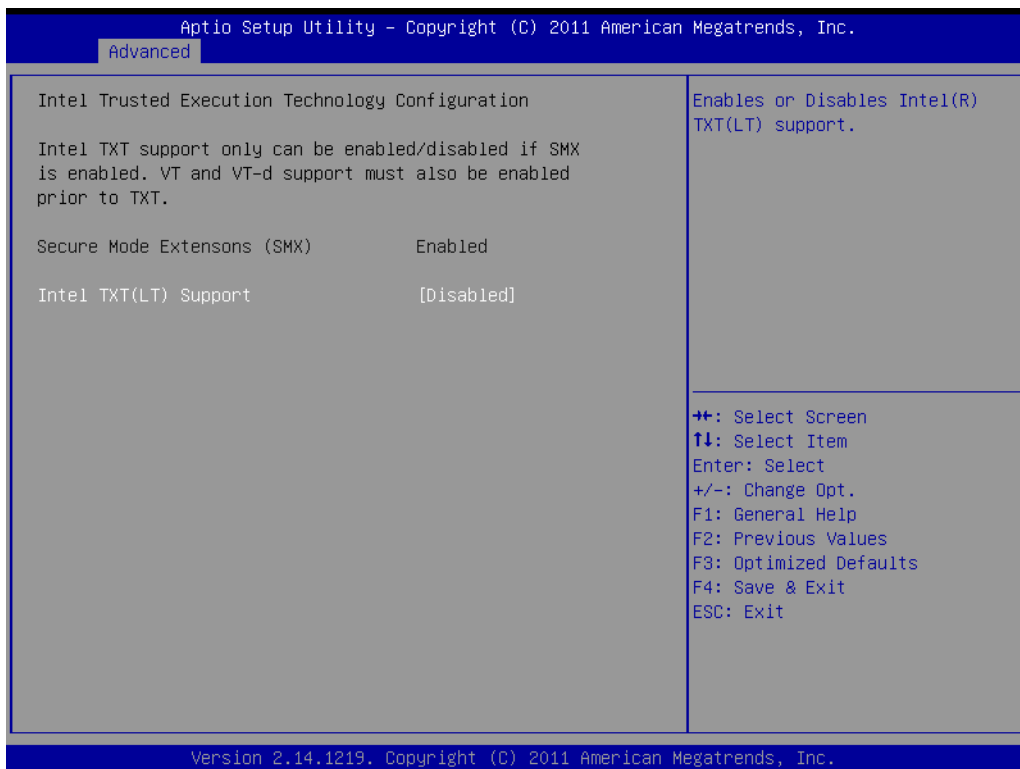 Aptio Setup Utility – Copyright (C) 2011 American Megatrends, Inc.
Advanced
Intel Trusted Execution Technology Configuration
Intel TXT support only can be enabled/disabled if SMX
is enabled. VT and VT-d support must also be enabled
prior to TXT.
Secure Mode Extensons (SMX) Enabled
Intel TXT(LT) Support [Disabled]
Enables or Disables Intel(R)
TXT(LT) support.
→←: Select Screen
↑↓: Select Item
Enter: Select
+/-: Change Opt.
F1: General Help
F2: Previous Values
F3: Optimized Defaults
F4: Save & Exit
ESC: Exit
Version 2.14.1219. Copyright (C) 2011 American Megatrends, Inc.